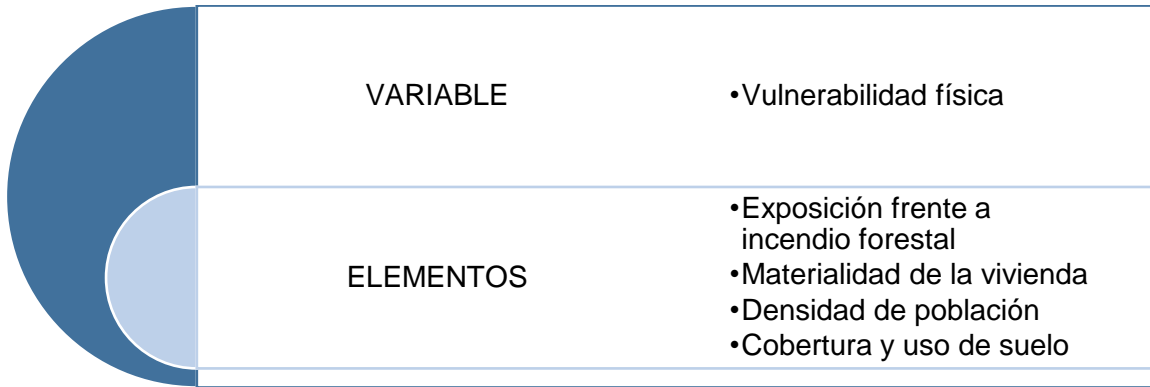 VARIABLE
•Vulnerabilidad física
ELEMENTOS
•Exposición frente a
incendio forestal
•Materialidad de la vivienda
•Densidad de población
•Cobertura y uso de suelo